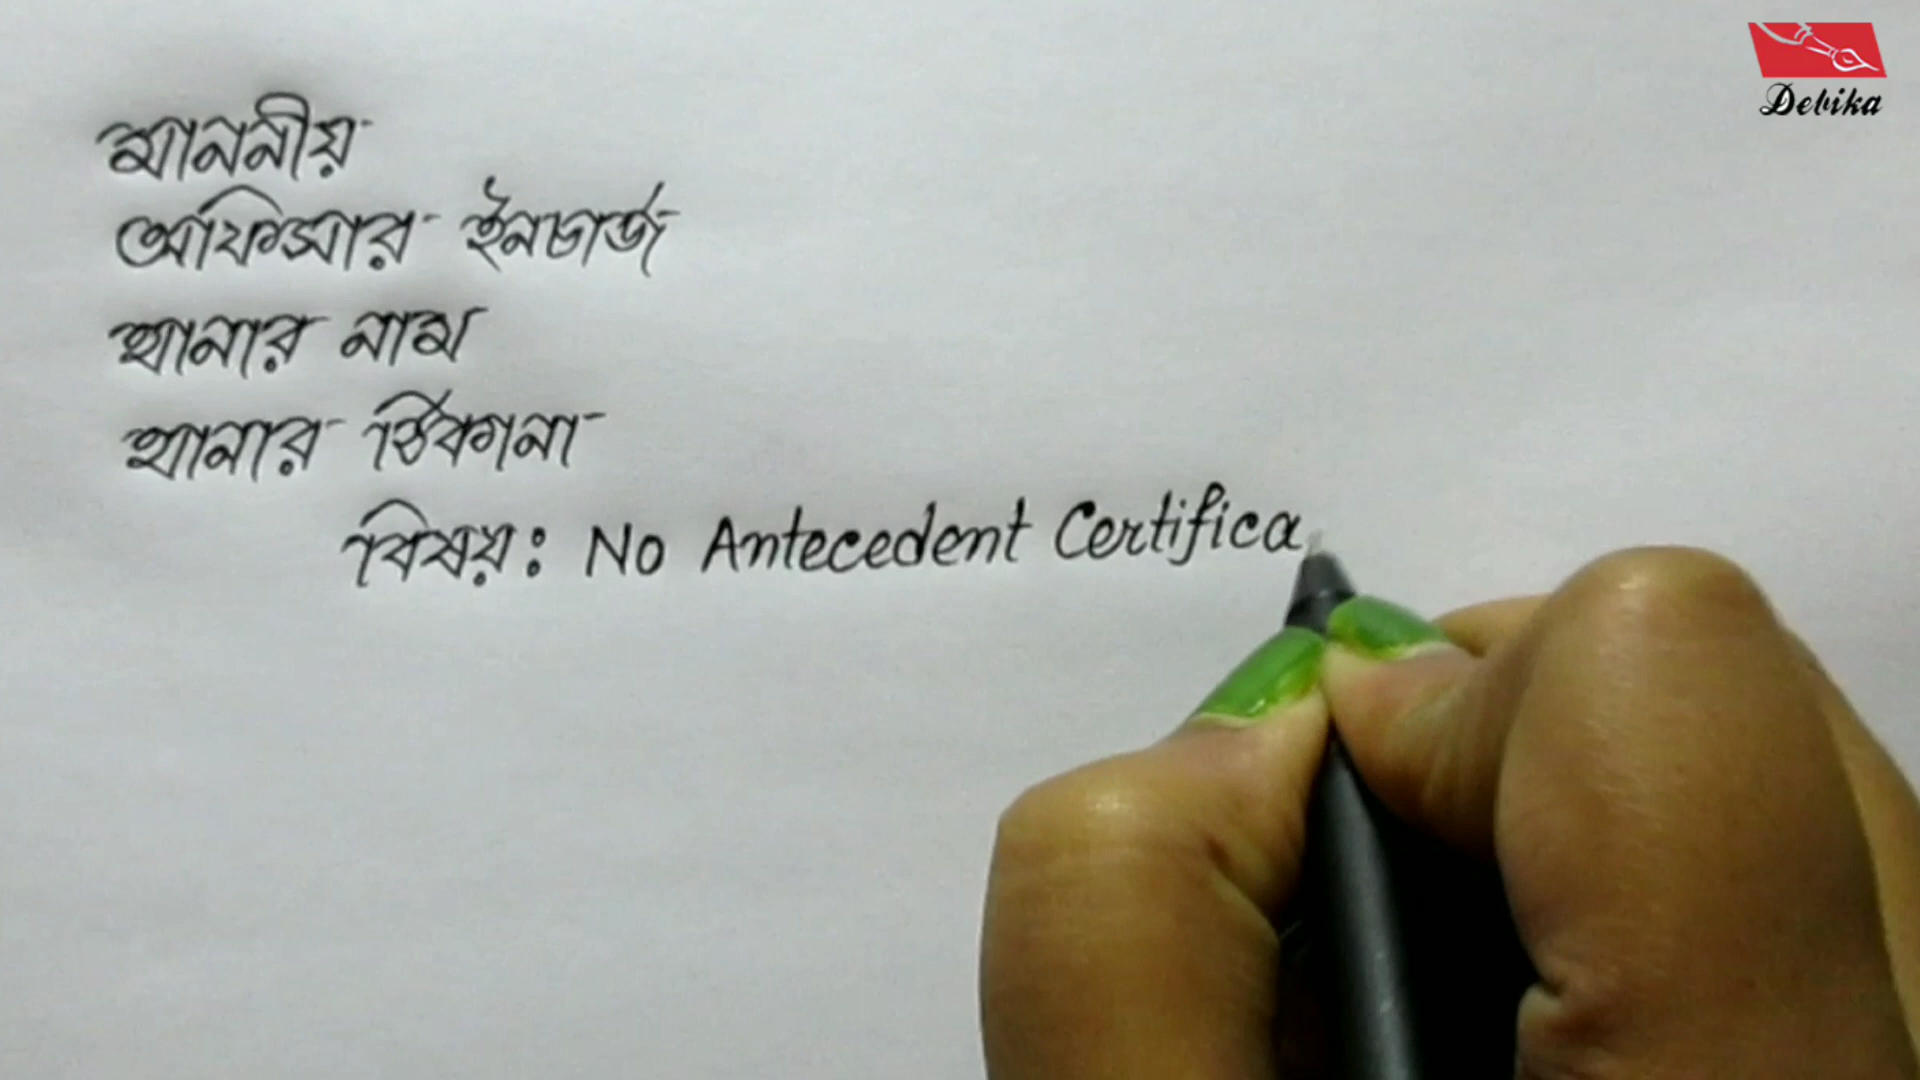 মাননীয়
অফিসার ইনচার্জ
থানার নাম
থানার ঠিকানা
বিষয়: No Antecedent Certifica
Debika